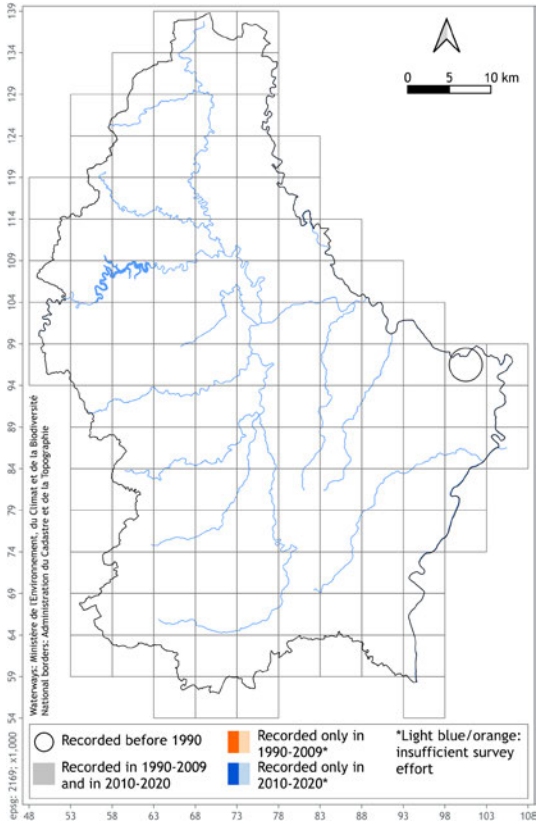 139
134
129
124
119
114
109
104
99
94
89
84
79
74
69
64
59
54
0 5 10 km
Waterways: Ministère de l'Environnement, du Climat et de la Biodiversité
National borders: Administration du Cadastre et de la Topographie
epsg: 2169; x1,000
Recorded before 1990
Recorded in 1990-2009
and in 2010-2020
Recorded only in
1990-2009*
Recorded only in
2010-2020*
*Light blue/orange:
insufficient survey
effort
48 53 58 63 68 73 78 83 88 93 98 103 108